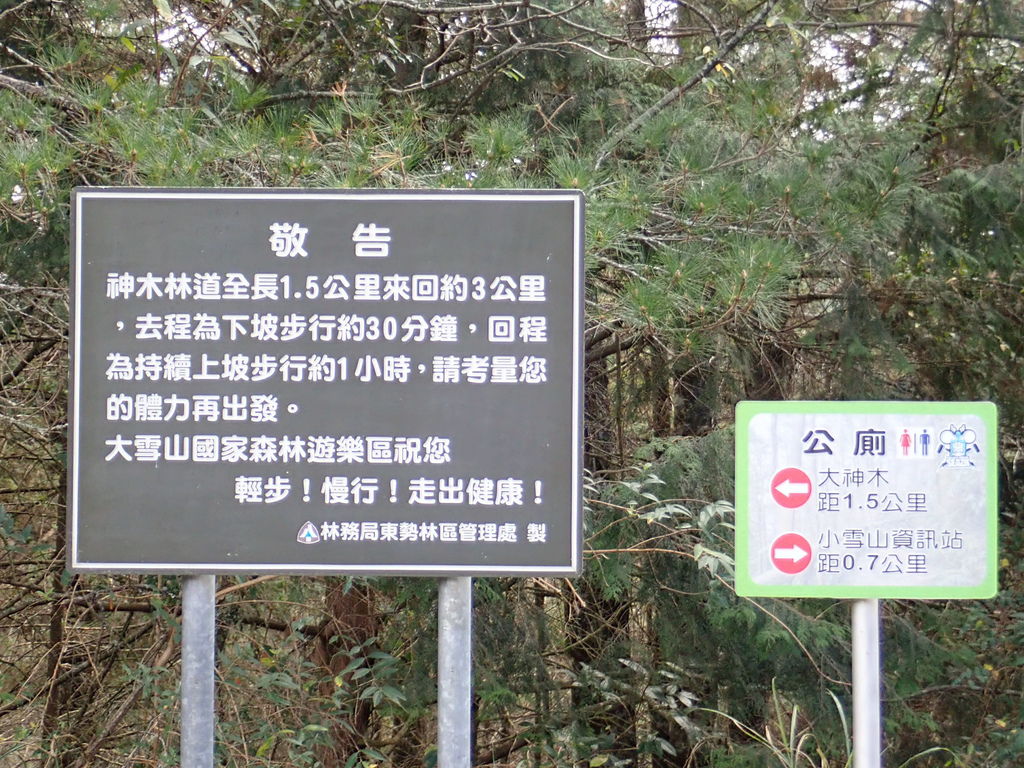 敬 告
神木林道全長1.5公里來回約3公里
，去程為下坡步行約30分鐘，回程
為持續上坡步行約1小時，請考量您
的體力再出發。
大雪山國家森林遊樂區祝您
輕步！慢行！走出健康！
林務局東勢林區管理處 製
公廁
大神木
距1.5公里
小雪山資訊站
距0.7公里